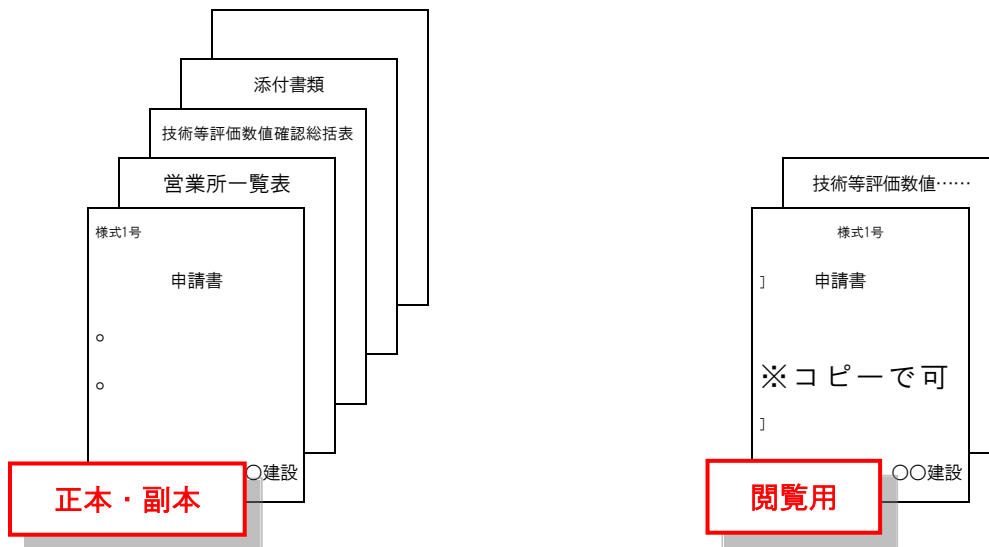 添付書類
技術等評価数値確認総括表
営業所一覧表
様式1号
申請書
○建設
正本・副本
技術等評価数値……
様式1号
申請書
※コピーで可
○○建設
閲覧用